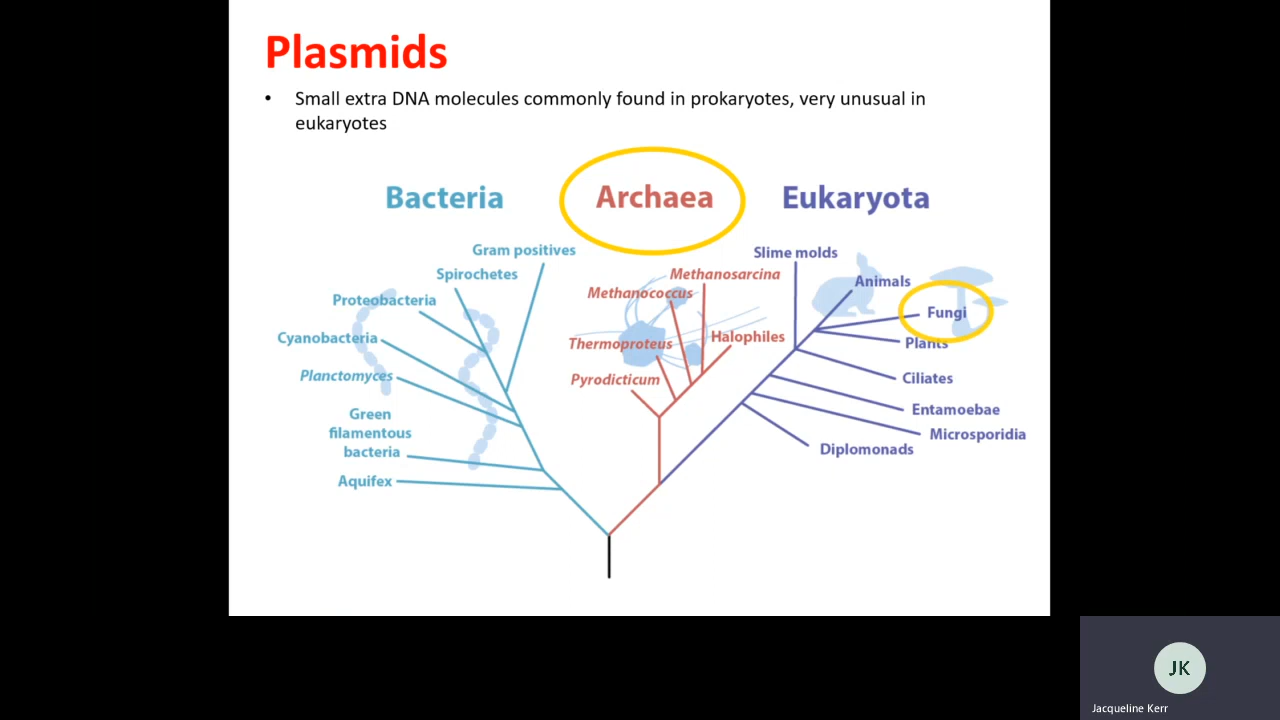 Plasmids
• Small extra DNA molecules commonly found in prokaryotes, very unusual in
eukaryotes
Bacteria
Archaea
Eukaryota
Gram positives
Spirochetes
Proteobacteria
Cyanobacteria
Planctomyces
Green
filamentous
bacteria
Aquifex
Methanosarcina
Methanococcus
Thermoproteus
Halophiles
Pyrodicticum
Slime molds
Animals
Fungi
Plants
Ciliates
Entamoebae
Microsporidia
Diplomonads
JK
Jacqueline Kerr